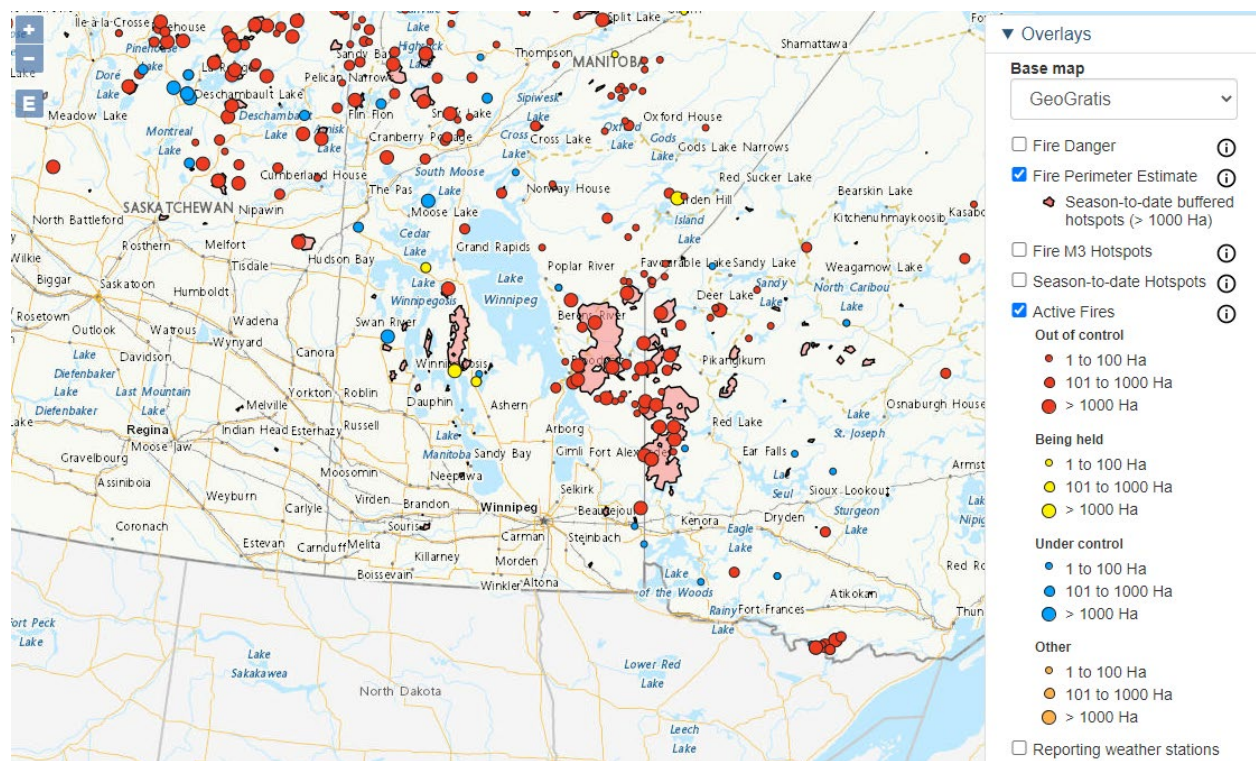 Île-la-Crosse
Split Lake
Shamattawa
Pinehouse
Lake
Sandy Bay
Highrock
Lake
Thompson
MANITOBA
Doré
Lake
Pelican Narrows
Sipiwesk
Lake
Deschambault Lake
Flin Flon
Oxford House
Meadow Lake
Montreal
Lake
Cranberry Portage
Cross
Lake
Cross Lake
Oxford
Lake
Gods
Lake
Gods Lake Narrows
Cumberland House
South Moose
Lake
Norway House
Red Sucker Lake
The Pas
Bearskin Lake
SASKATCHEWAN
Nipawin
Moose Lake
Island
Lake
Kitchenuhmaykoosib
North Battleford
Rosthern
Melfort
Cedar
Lake
Grand Rapids
Wilkie
Tisdale
Hudson Bay
Biggar
Saskatoon
Humboldt
Lake
Winnipegosis
Lake
Winnipeg
Poplar River
Favourable Lake
Sandy Lake
Weagamow Lake
Sandy
Lake
North Caribou
Lake
Rosetown
Outlook
Watrous
Wadena
Wynyard
Swan River
Berens River
Deer Lake
Lake
Diefenbaker
Davidson
Canora
Pikangikum
Lake
Diefenbaker
Last Mountain
Lake
Yorkton
Roblin
Dauphin
Ashern
Osnaburgh House
Melville
Lake
St. Joseph
Regina
Indian Head
Esterhazy
Russell
Arborg
Red Lake
Moose Jaw
Lake
Manitoba
Sandy Bay
Gimli
Ear Falls
Gravelbourg
Moosomin
Neepawa
Assiniboia
Selkirk
Sioux Lookout
Weyburn
Virden
Brandon
Winnipeg
Beausejour
Sturgeon
Lake
Carlyle
Souris
Kenora
Dryden
Coronach
Carman
Steinbach
Eagle
Lake
Estevan
Carnduff
Melita
Killarney
Morden
Boissevain
Winkler
Altona
Lake
of the Woods
Atikokan
Rainy
Lake
Fort Frances
Lake
Sakakawea
Lower Red
Lake
North Dakota
Leech
Lake
+
−
E
▼ Overlays
Base map
GeoGratis
Fire Danger
Fire Perimeter Estimate
Season-to-date buffered
hotspots (> 1000 Ha)
Fire M3 Hotspots
Season-to-date Hotspots
Active Fires
Out of control
1 to 100 Ha
101 to 1000 Ha
> 1000 Ha
Being held
1 to 100 Ha
101 to 1000 Ha
> 1000 Ha
Under control
1 to 100 Ha
101 to 1000 Ha
> 1000 Ha
Other
1 to 100 Ha
101 to 1000 Ha
> 1000 Ha
Reporting weather stations